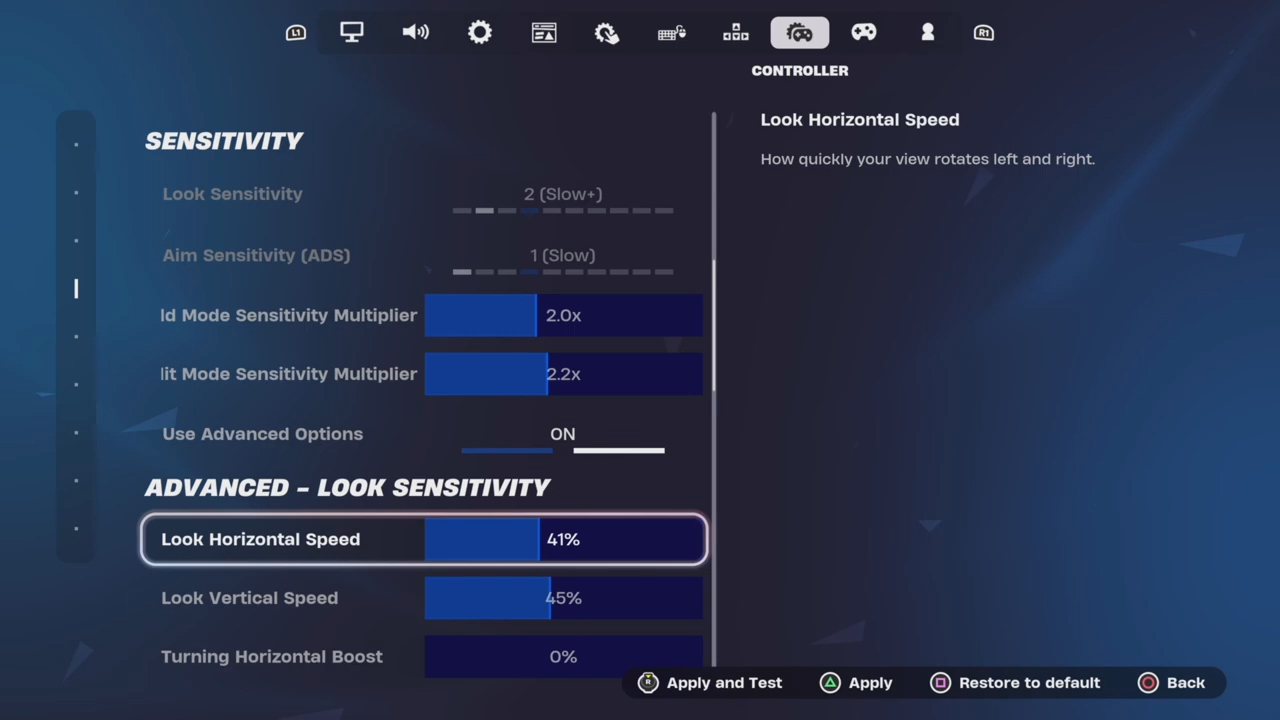 L1
R1
CONTROLLER
SENSITIVITY
Look Sensitivity
2 (Slow+)
Aim Sensitivity (ADS)
1 (Slow)
ld Mode Sensitivity Multiplier
2.0x
lit Mode Sensitivity Multiplier
2.2x
Use Advanced Options
ON
ADVANCED – LOOK SENSITIVITY
Look Horizontal Speed
41%
Look Vertical Speed
45%
Turning Horizontal Boost
0%
Look Horizontal Speed
How quickly your view rotates left and right.
R Apply and Test
Apply
Restore to default
Back